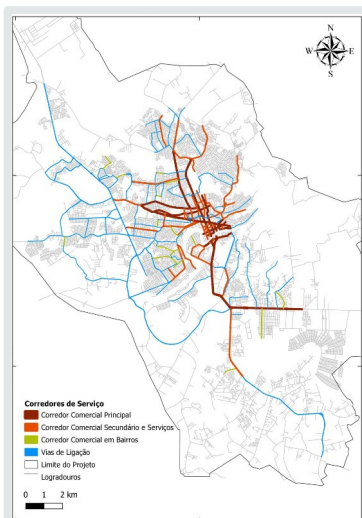 N
W E
S
Corredores de Serviço
Corredor Comercial Principal
Corredor Comercial Secundário e Serviços
Corredor Comercial em Bairros
Vias de Ligação
Limite do Projeto
Logradouros
0 1 2 km